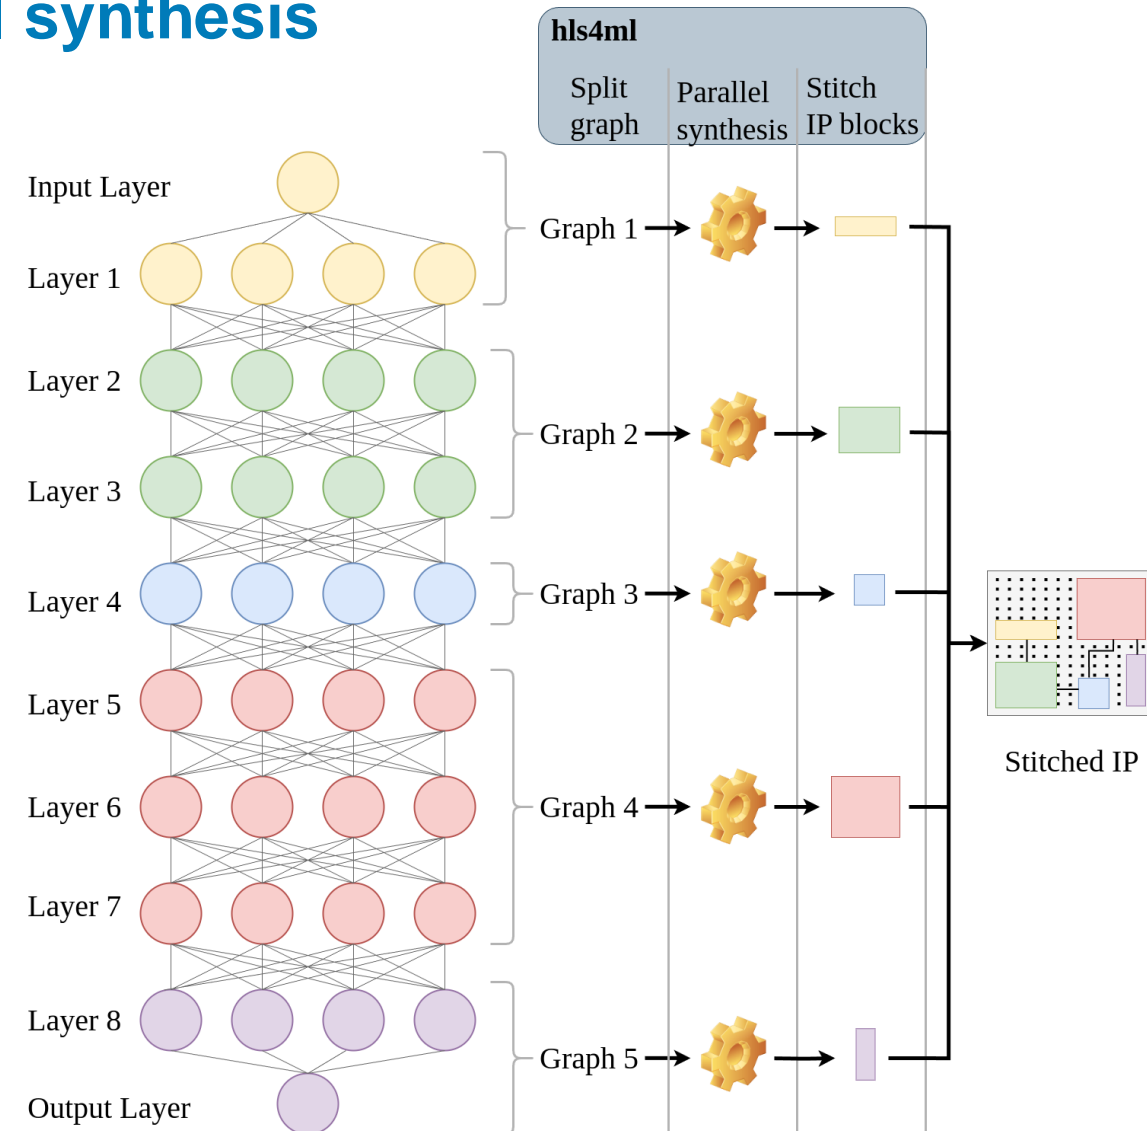 synthesis
hls4ml
Split
graph
Parallel
synthesis
Stitch
IP blocks
Input Layer
Graph 1
Layer 1
Layer 2
Graph 2
Layer 3
Layer 4
Graph 3
Layer 5
Stitched IP
Layer 6
Graph 4
Layer 7
Layer 8
Graph 5
Output Layer